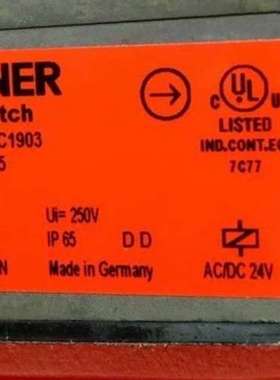 NER
tch
C1903
5
c UL u
LISTED
IND.CONT.EQ
7C77
Ui= 250V
IP 65 D D
N Made in Germany
AC/DC 24V